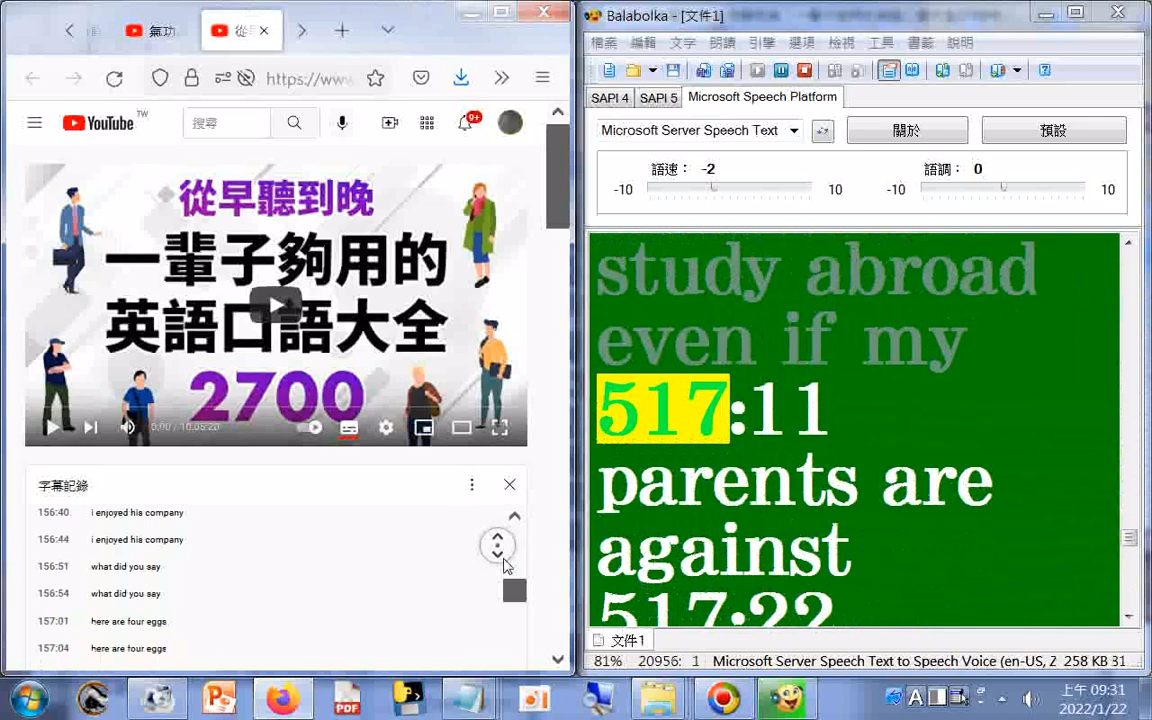 氣功
從
https://www
YouTube TW
搜尋
9+
從早聽到晚
一輩子夠用的
英語口語大全
2700
0:00 / 10:05:20
字幕記錄
156:40 i enjoyed his company
156:44 i enjoyed his company
156:51 what did you say
156:54 what did you say
157:01 here are four eggs
157:04 here are four eggs
Balabolka - [文件1]
檔案 編輯 文字 朗讀 引擎 選項 檢視 工具 書籤 說明
SAPI 4 SAPI 5 Microsoft Speech Platform
Microsoft Server Speech Text 關於 預設
語速： -2 語調： 0
-10 10 -10 10
study abroad
even if my
517:11
parents are
against
517:22
文件1
81% 20956: 1 Microsoft Server Speech Text to Speech Voice (en-US, Z 258 KB 31
PDF
A
上午 09:31
2022/1/22